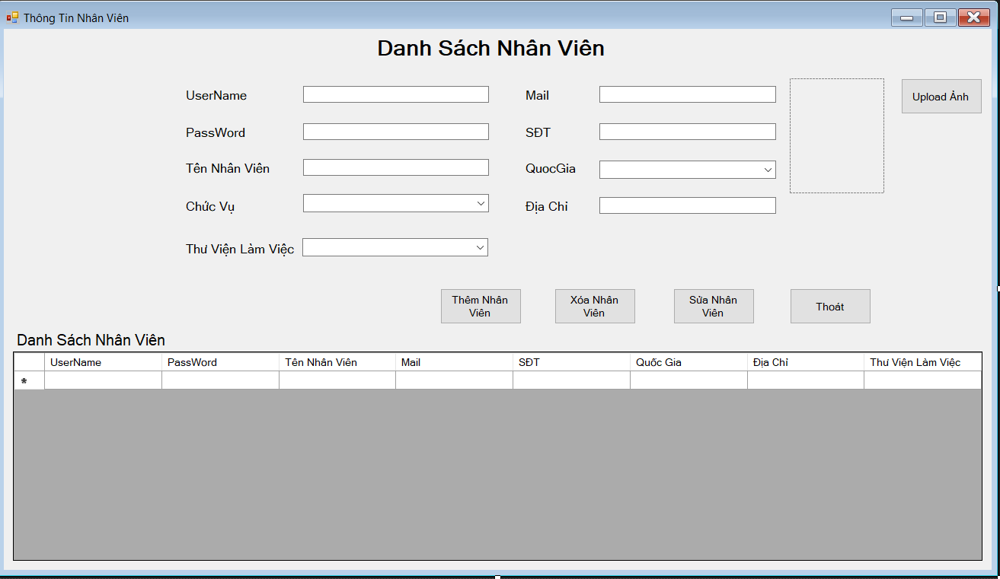 Thông Tin Nhân Viên
Danh Sách Nhân Viên
UserName
Mail
Upload Ảnh
PassWord
SĐT
Tên Nhân Viên
QuocGia
Chức Vụ
Địa Chỉ
Thư Viện Làm Việc
Thêm Nhân
Viên
Xóa Nhân
Viên
Sửa Nhân
Viên
Thoát
Danh Sách Nhân Viên
UserName PassWord Tên Nhân Viên Mail SĐT Quốc Gia Địa Chỉ Thư Viện Làm Việc
*